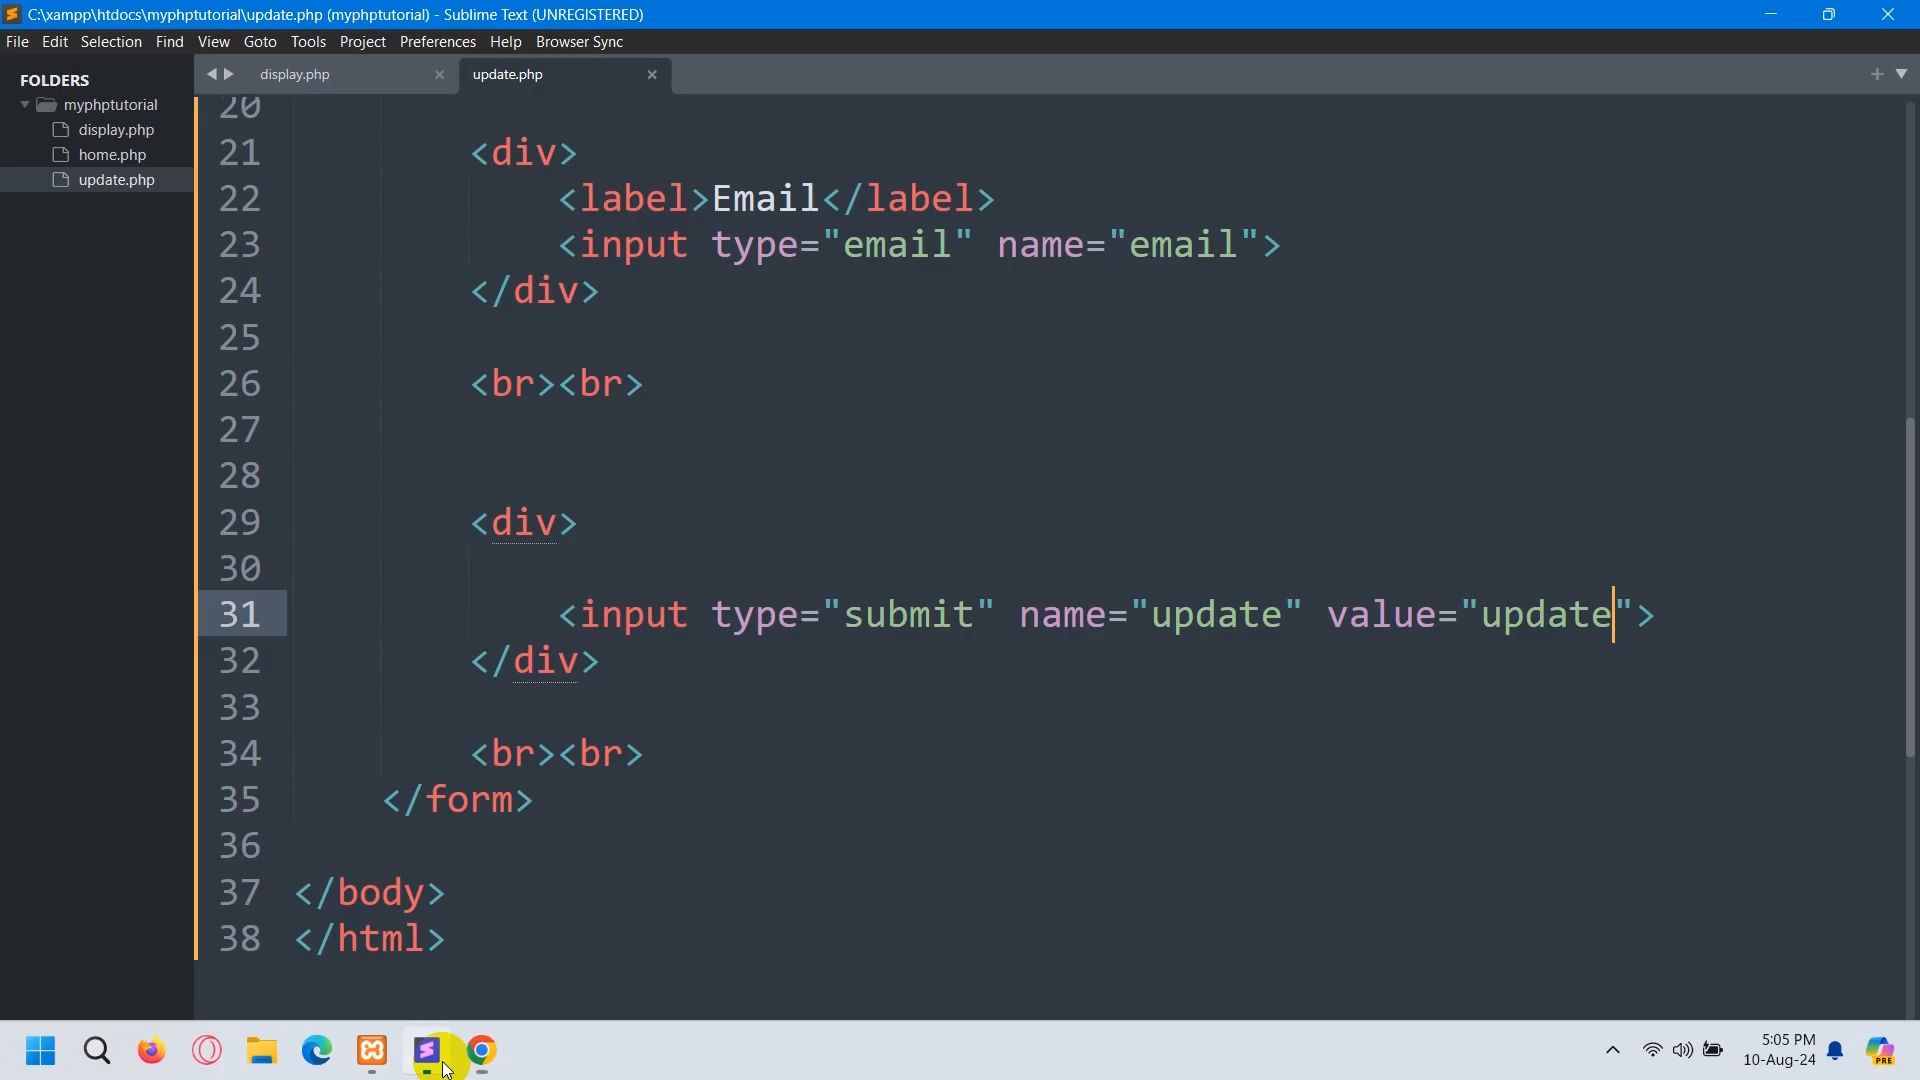 C:\xampp\htdocs\myphptutorial\update.php (myphptutorial) - Sublime Text (UNREGISTERED)
File Edit Selection Find View Goto Tools Project Preferences Help Browser Sync
FOLDERS
myphptutorial
display.php
home.php
update.php
display.php
update.php
20
21 <div>
22 <label>Email</label>
23 <input type="email" name="email">
24 </div>
25
26 <br><br>
27
28
29 <div>
30
31 <input type="submit" name="update" value="update">
32 </div>
33
34 <br><br>
35 </form>
36
37 </body>
38 </html>
5:05 PM
10-Aug-24
PRE